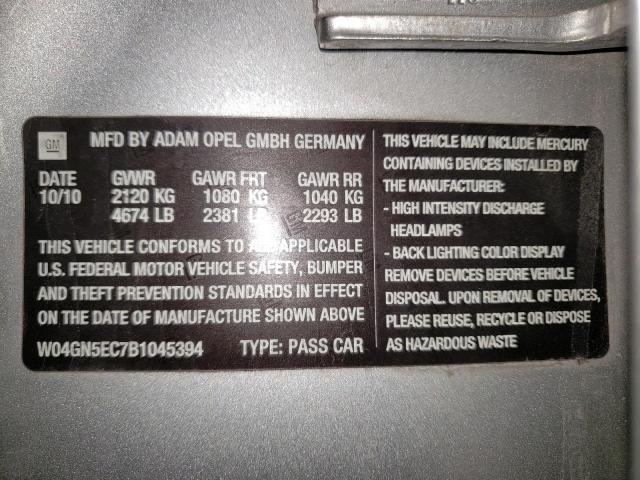 GM
MFD BY ADAM OPEL GMBH GERMANY
DATE GVWR GAWR FRT GAWR RR
10/10 2120 KG 1080 KG 1040 KG
4674 LB 2381 LB 2293 LB
THIS VEHICLE CONFORMS TO ALL APPLICABLE
U.S. FEDERAL MOTOR VEHICLE SAFETY, BUMPER
AND THEFT PREVENTION STANDARDS IN EFFECT
ON THE DATE OF MANUFACTURE SHOWN ABOVE
W04GN5EC7B1045394 TYPE: PASS CAR
THIS VEHICLE MAY INCLUDE MERCURY
CONTAINING DEVICES INSTALLED BY
THE MANUFACTURER:
- HIGH INTENSITY DISCHARGE
HEADLAMPS
- BACK LIGHTING COLOR DISPLAY
REMOVE DEVICES BEFORE VEHICLE
DISPOSAL. UPON REMOVAL OF DEVICES,
PLEASE REUSE, RECYCLE OR DISPOSE
AS HAZARDOUS WASTE